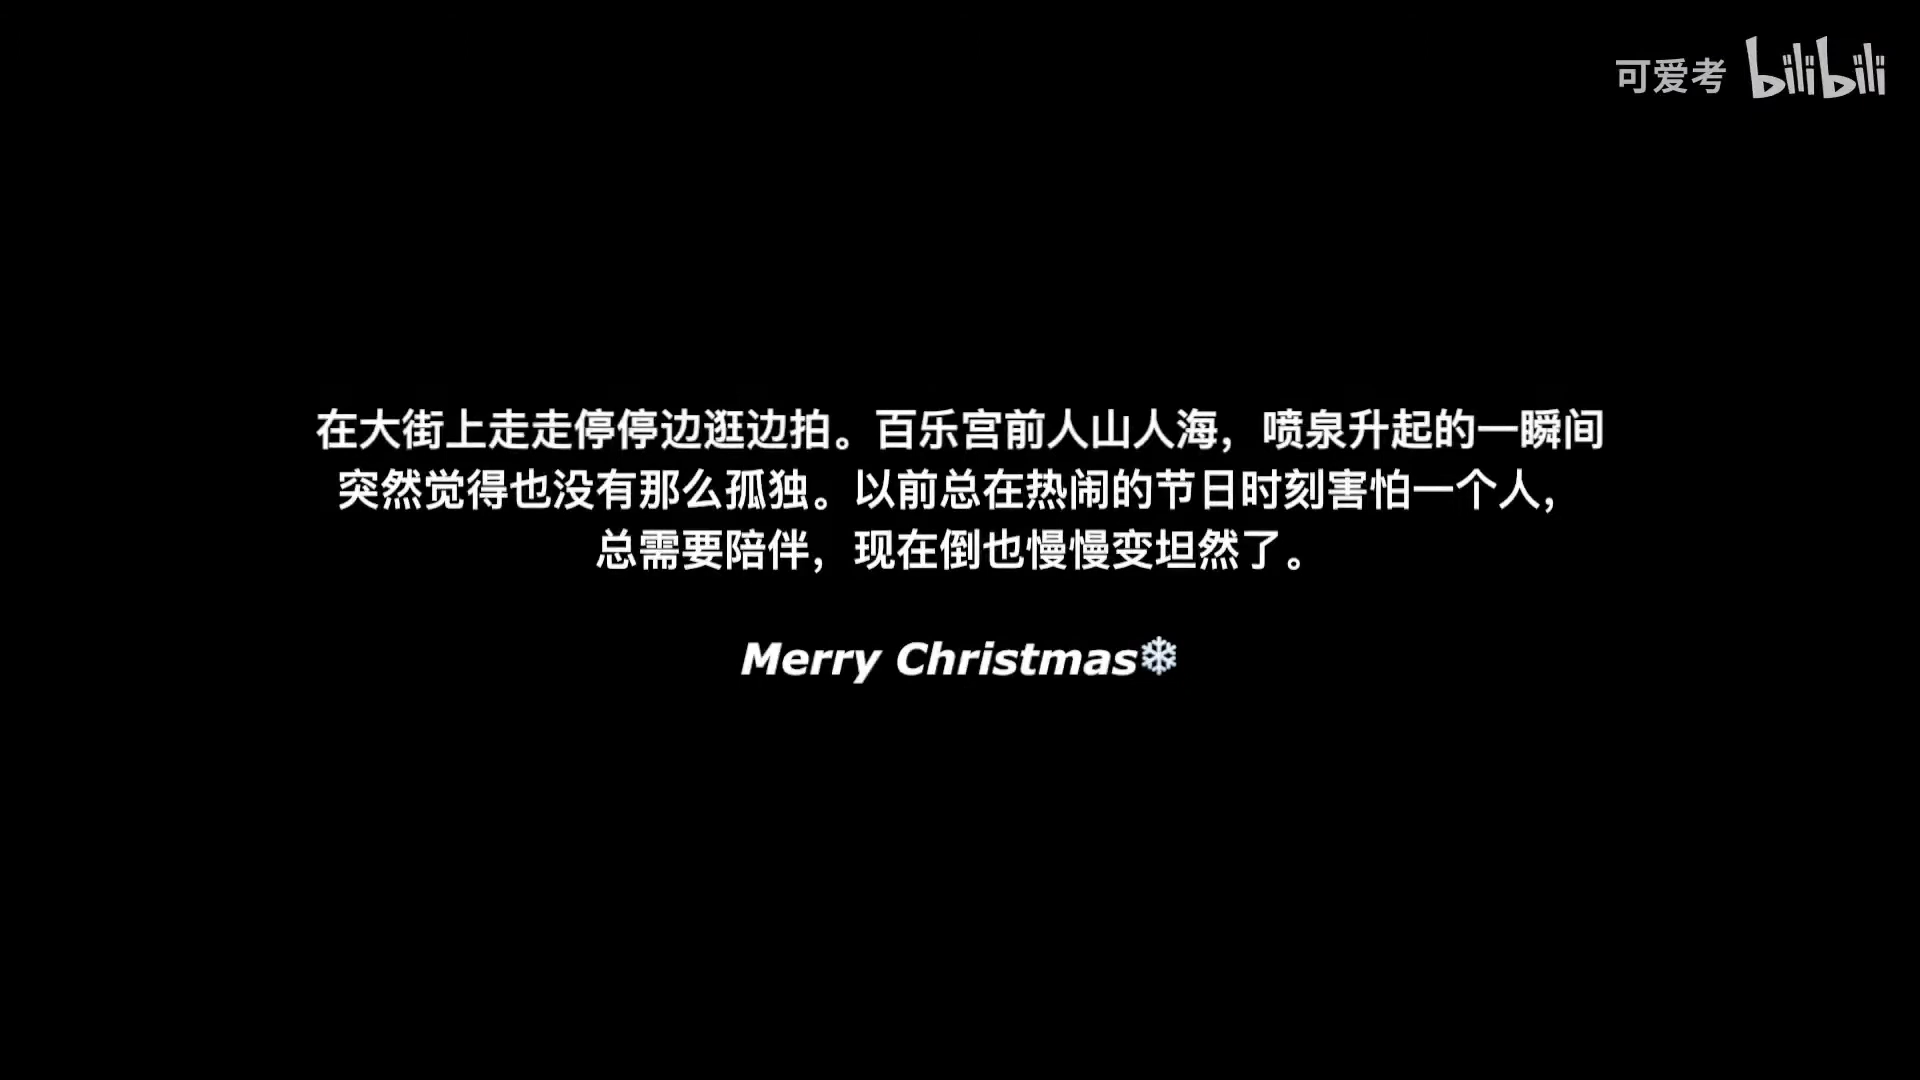 可爱考 bilibili
在大街上走走停停边逛边拍。百乐宫前人山人海，喷泉升起的一瞬间
突然觉得也没有那么孤独。以前总在热闹的节日时刻害怕一个人，
总需要陪伴，现在倒也慢慢变坦然了。
Merry Christmas❄